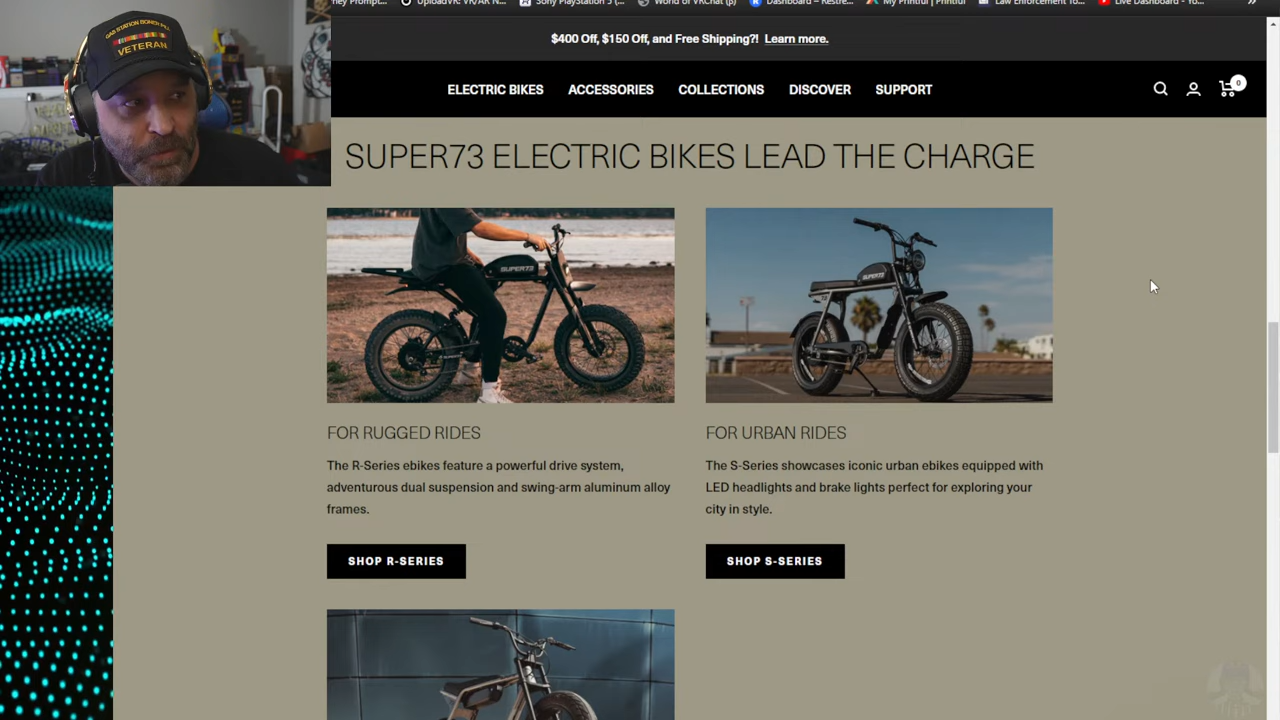 UploadVR: VR/AR N...
Sony PlayStation 5 (...
World of VRChat (β)
Dashboard – Restre...
My Printful | Printful
Law Enforcement To...
Live Dashboard - Yo...
$400 Off, $150 Off, and Free Shipping?! Learn more.
ELECTRIC BIKES ACCESSORIES COLLECTIONS DISCOVER SUPPORT
0
GAS STATION BONER PILL
VETERAN
SUPER73 ELECTRIC BIKES LEAD THE CHARGE
SUPER73
SUPER73
FOR RUGGED RIDES
The R-Series ebikes feature a powerful drive system,
adventurous dual suspension and swing-arm aluminum alloy
frames.
SHOP R-SERIES
FOR URBAN RIDES
The S-Series showcases iconic urban ebikes equipped with
LED headlights and brake lights perfect for exploring your
city in style.
SHOP S-SERIES